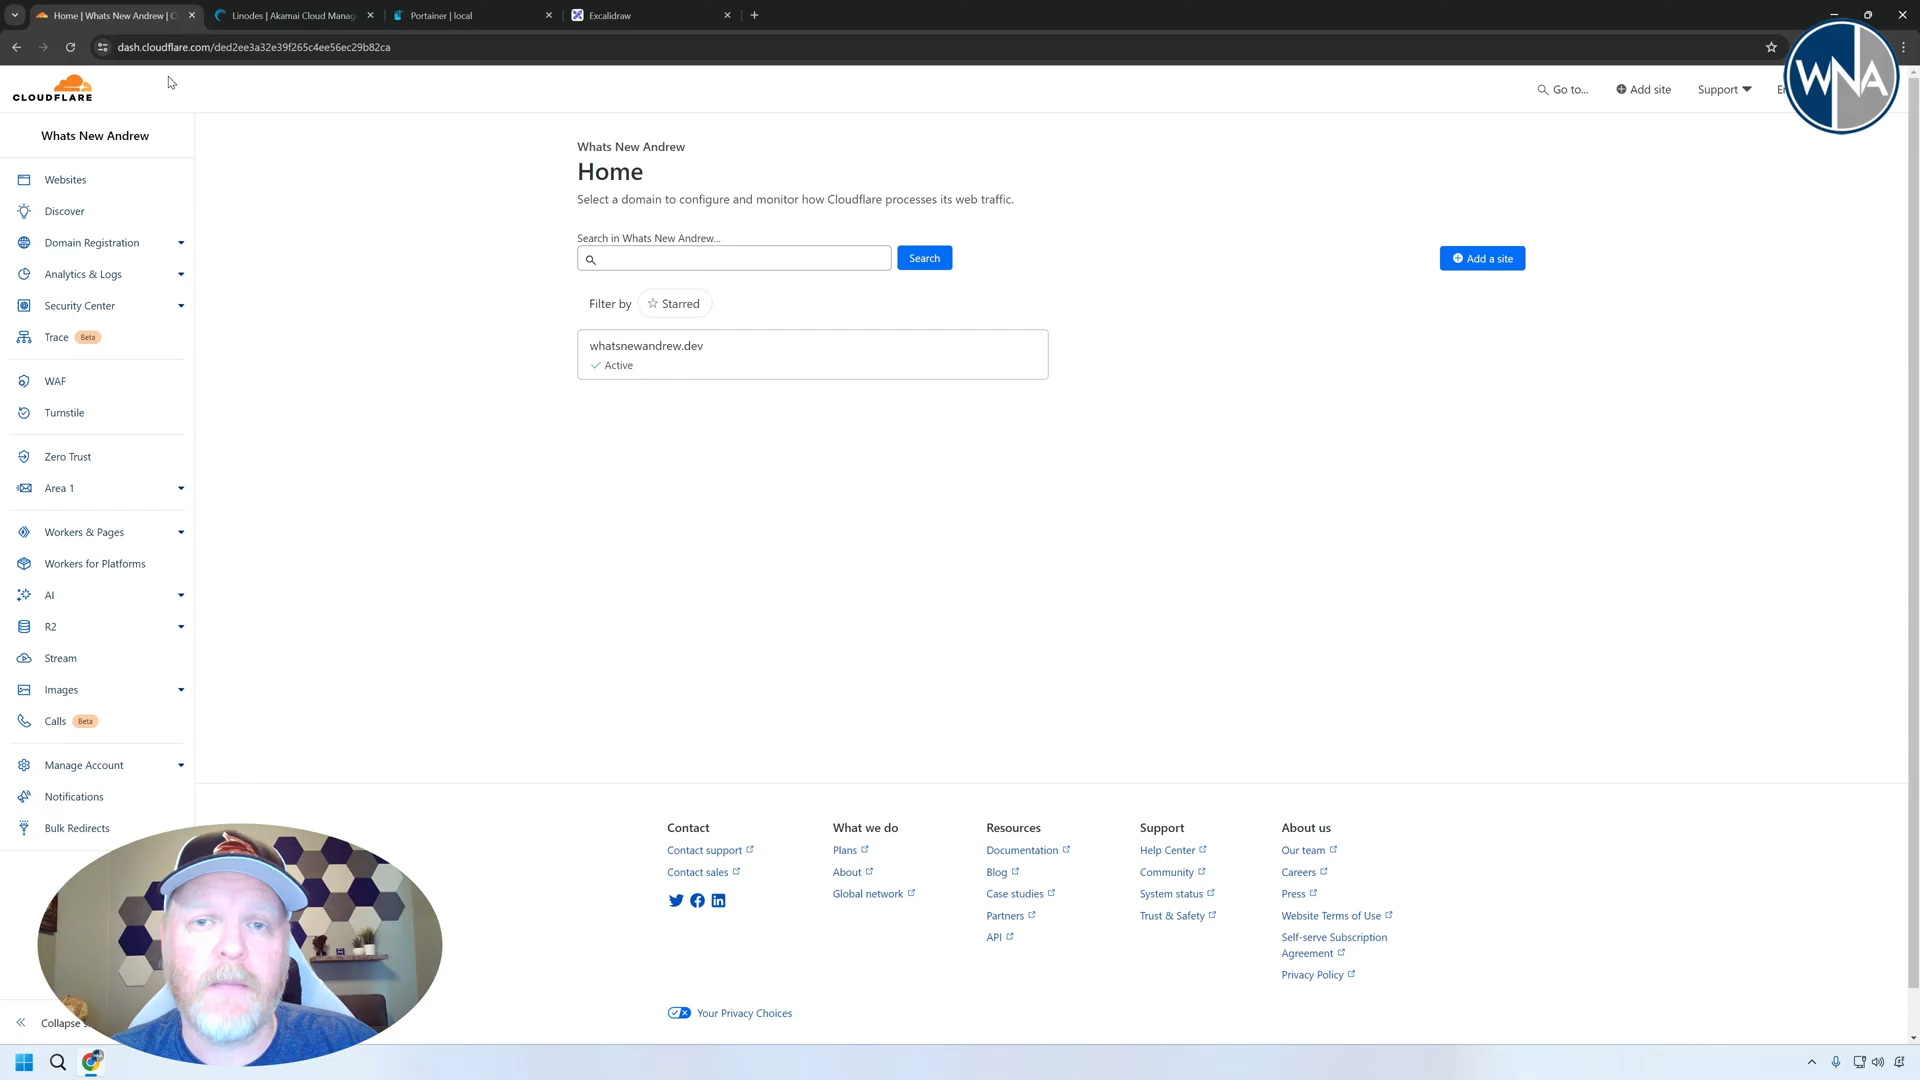 Home | Whats New Andrew | C
Linodes | Akamai Cloud Manag
Portainer | local
Excalidraw
dash.cloudflare.com/ded2ee3a32e39f265c4ee56ec29b82ca
CLOUDFLARE
Go to...
Add site
Support
WNA
Whats New Andrew
Websites
Discover
Domain Registration
Analytics & Logs
Security Center
Trace Beta
WAF
Turnstile
Zero Trust
Area 1
Workers & Pages
Workers for Platforms
AI
R2
Stream
Images
Calls Beta
Manage Account
Notifications
Bulk Redirects
Collapse s
Whats New Andrew
Home
Select a domain to configure and monitor how Cloudflare processes its web traffic.
Search in Whats New Andrew...
Search
Add a site
Filter by
Starred
whatsnewandrew.dev
Active
Contact
Contact support
Contact sales
What we do
Plans
About
Global network
Resources
Documentation
Blog
Case studies
Partners
API
Support
Help Center
Community
System status
Trust & Safety
About us
Our team
Careers
Press
Website Terms of Use
Self-serve Subscription
Agreement
Privacy Policy
Your Privacy Choices